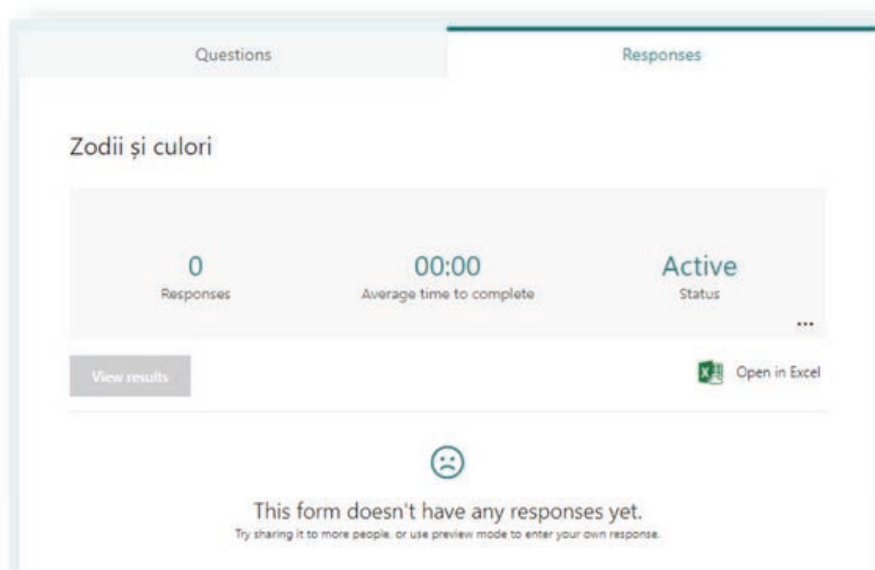 Questions
Responses
Zodii și culori
0
Responses
00:00
Average time to complete
Active
Status
...
View results
Open in Excel
This form doesn't have any responses yet.
Try sharing it to more people, or use preview mode to enter your own response.